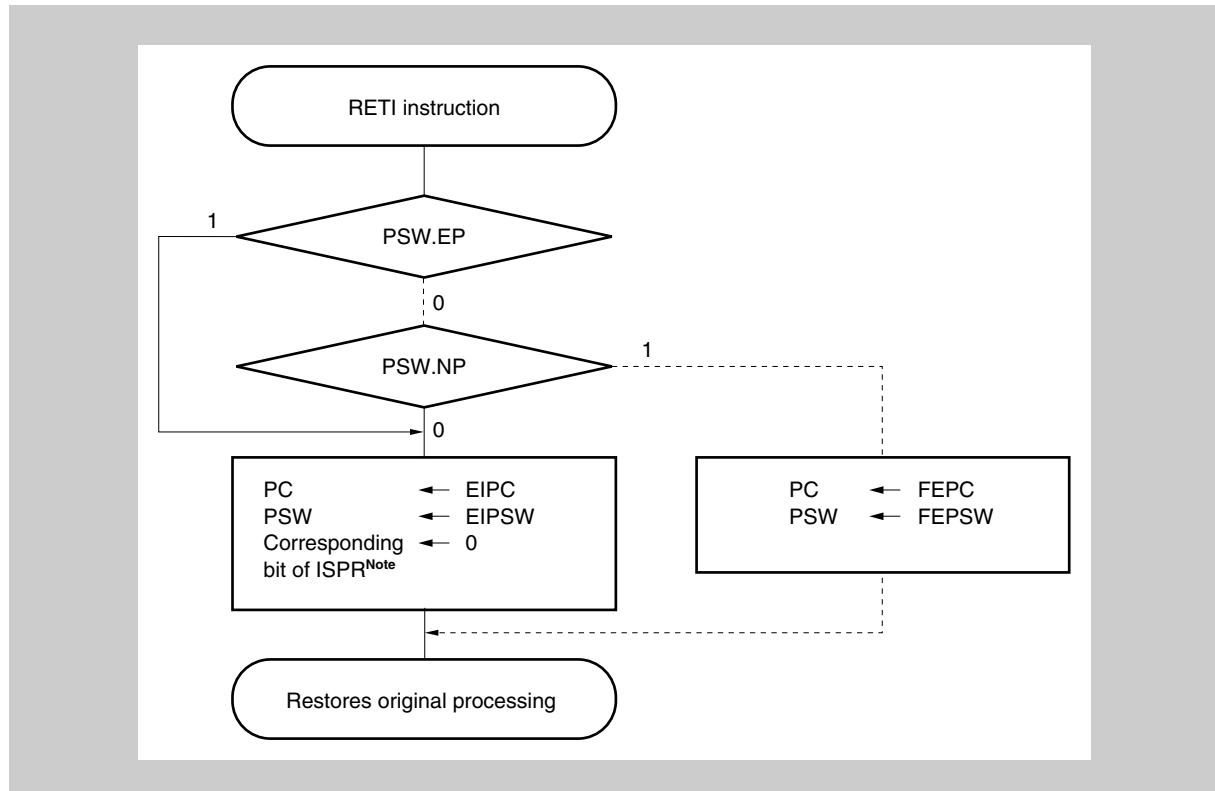 RETI instruction
1
PSW.EP
0
PSW.NP
1
0
PC ← EIPC
PSW ← EIPSW
Corresponding ← 0
bit of ISPRNote
PC ← FEPC
PSW ← FEPSW
Restores original processing